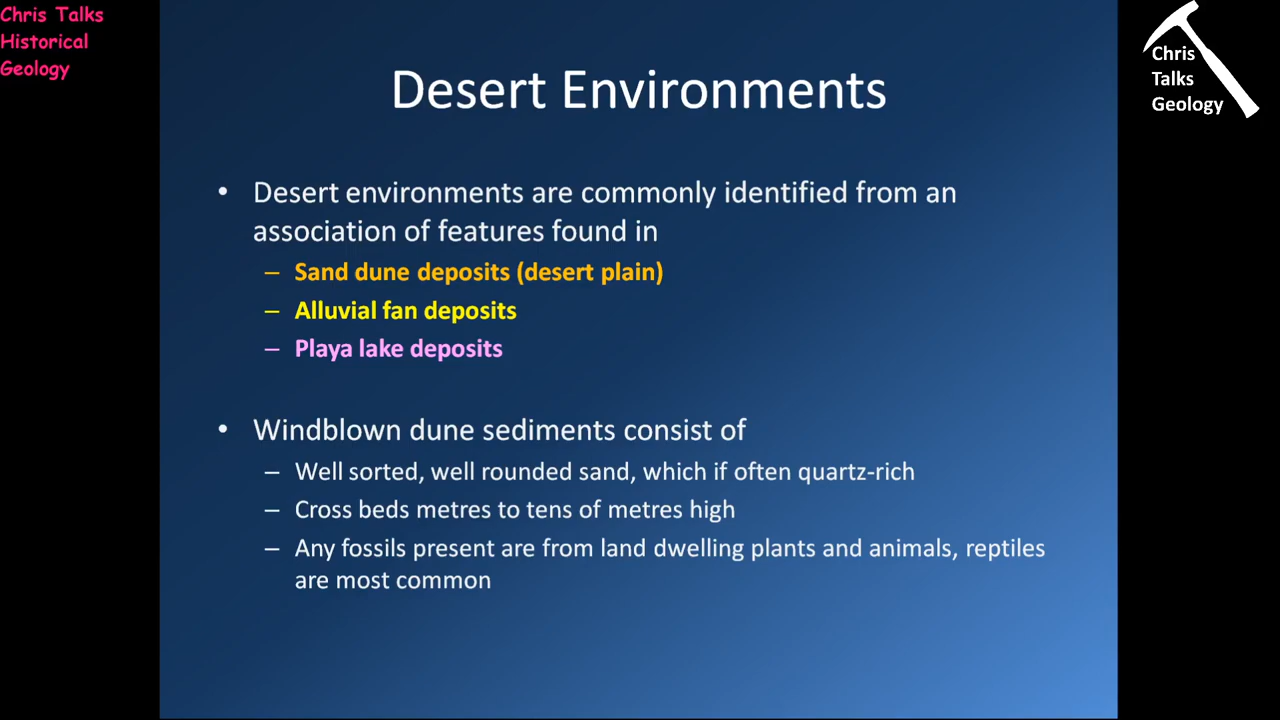 Chris Talks
Historical
Geology
Chris
Talks
Geology
Desert Environments
• Desert environments are commonly identified from an
association of features found in
– Sand dune deposits (desert plain)
– Alluvial fan deposits
– Playa lake deposits
• Windblown dune sediments consist of
– Well sorted, well rounded sand, which if often quartz-rich
– Cross beds metres to tens of metres high
– Any fossils present are from land dwelling plants and animals, reptiles
are most common